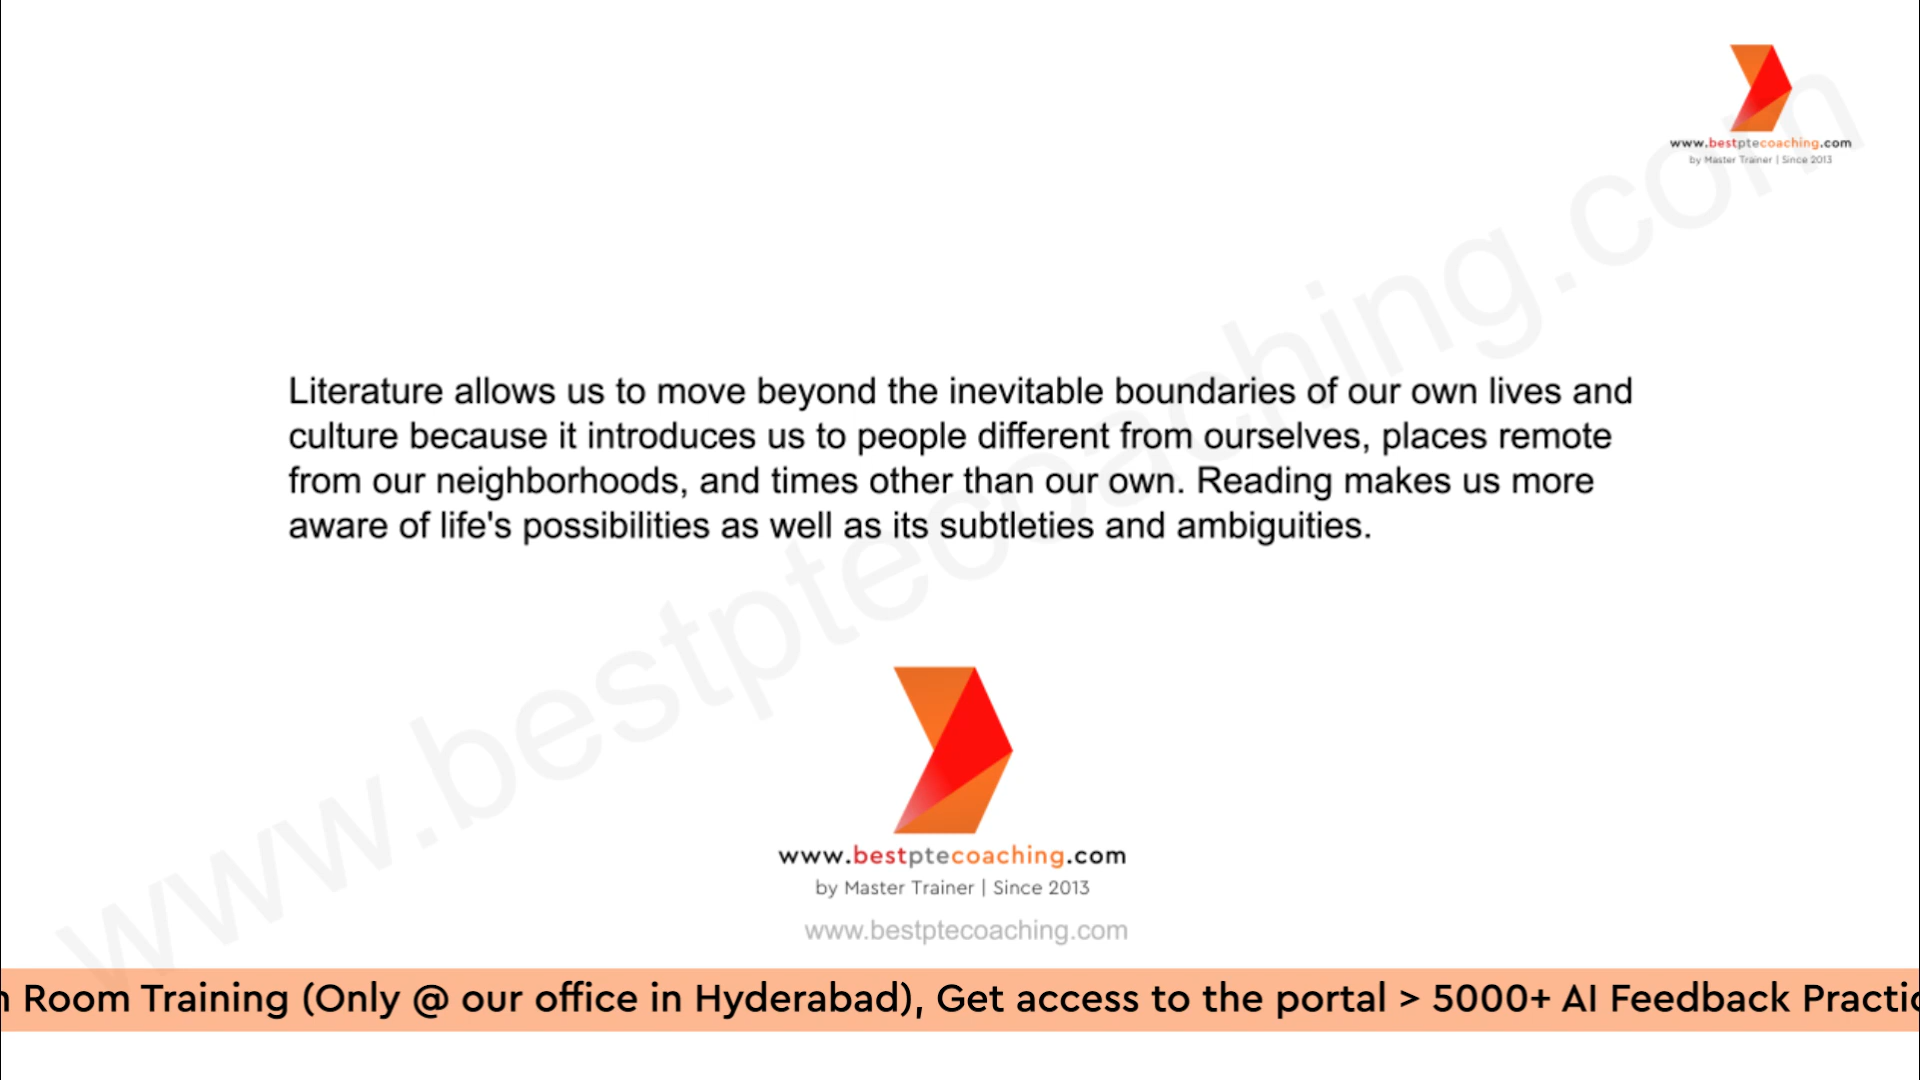 www.bestptecoaching.com
by Master Trainer | Since 2013
Literature allows us to move beyond the inevitable boundaries of our own lives and
culture because it introduces us to people different from ourselves, places remote
from our neighborhoods, and times other than our own. Reading makes us more
aware of life's possibilities as well as its subtleties and ambiguities.
www.bestptecoaching.com
www.bestptecoaching.com
by Master Trainer | Since 2013
www.bestptecoaching.com
Room Training (Only @ our office in Hyderabad), Get access to the portal > 5000+ AI Feedback